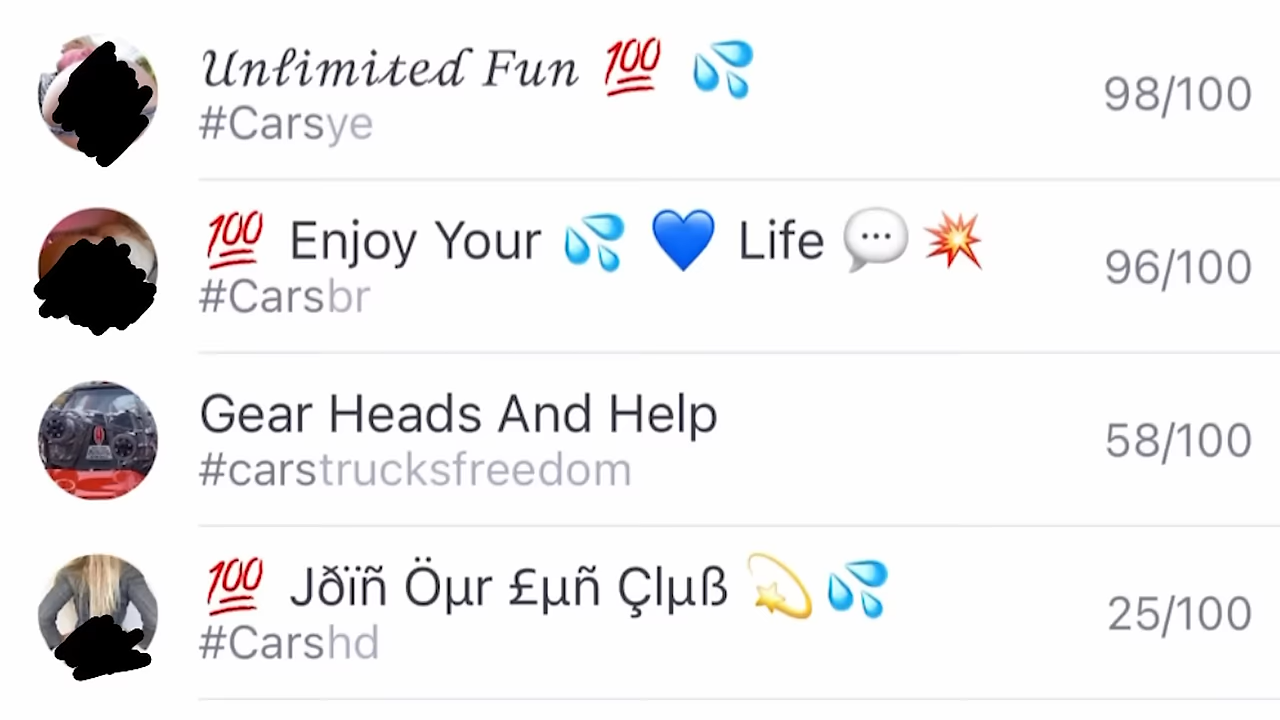 𝒰𝓃𝓁𝒾𝓂𝒾𝓉𝑒𝒹 𝐹𝓊𝓃 💯 💦
#Carsye
98/100
💯 Enjoy Your 💦 💙 Life 💬 💥
#Carsbr
96/100
Gear Heads And Help
#carstrucksfreedom
58/100
💯 Jðïñ Öµr £µñ Çlµß 💫 💦
#Carshd
25/100